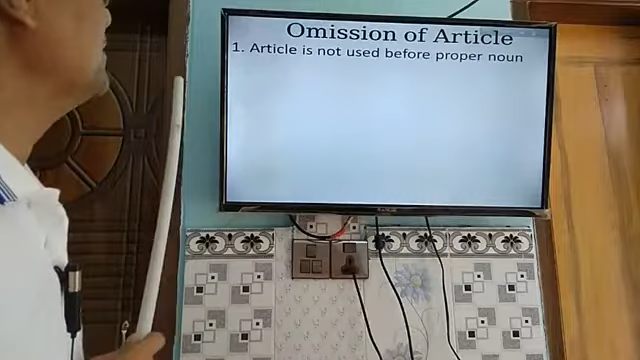 Omission of Article
1. Article is not used before proper noun